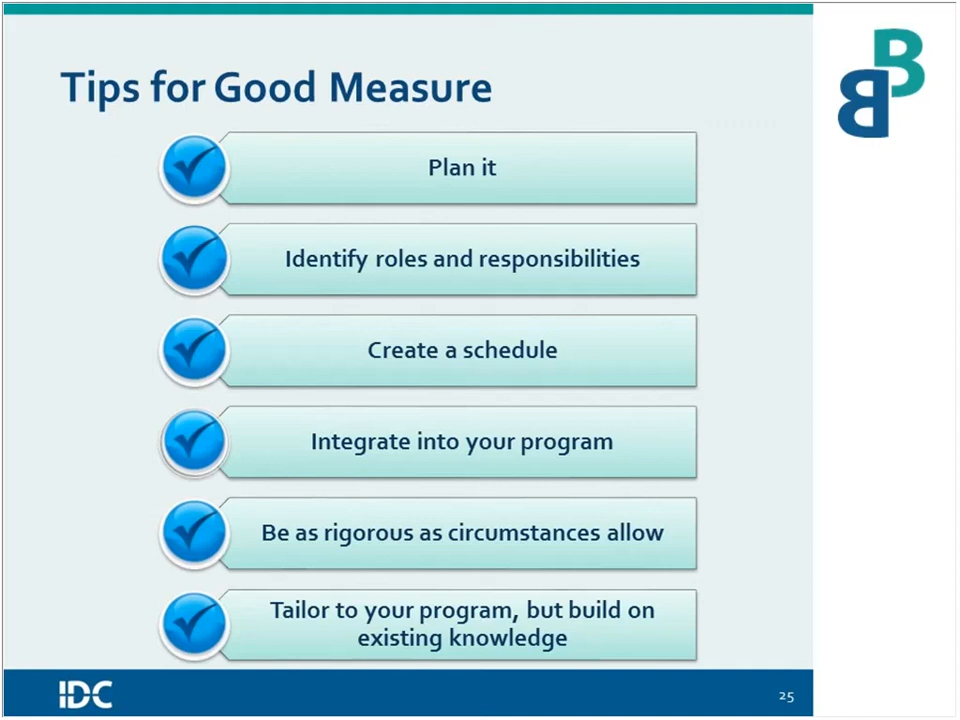 Tips for Good Measure
B
B
Plan it
Identify roles and responsibilities
Create a schedule
Integrate into your program
Be as rigorous as circumstances allow
Tailor to your program, but build on
existing knowledge
IDC
25